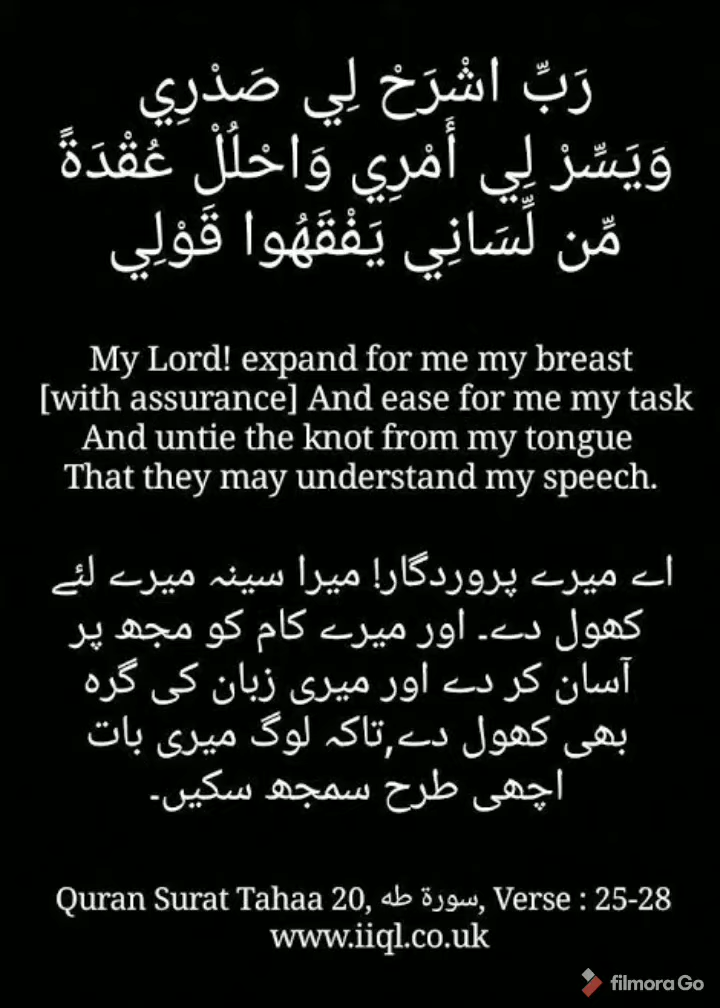 رَبِّ اشْرَحْ لِي صَدْرِي
وَيَسِّرْ لِي أَمْرِي وَاحْلُلْ عُقْدَةً
مِّن لِّسَانِي يَفْقَهُوا قَوْلِي
My Lord! expand for me my breast
[with assurance] And ease for me my task
And untie the knot from my tongue
That they may understand my speech.
اے میرے پروردگار! میرا سینہ میرے لئے
کھول دے۔ اور میرے کام کو مجھ پر
آسان کر دے اور میری زبان کی گرہ
بھی کھول دے,تاکہ لوگ میری بات
اچھی طرح سمجھ سکیں۔
Quran Surat Tahaa 20, سورة طه, Verse : 25-28
www.iiql.co.uk
filmora Go